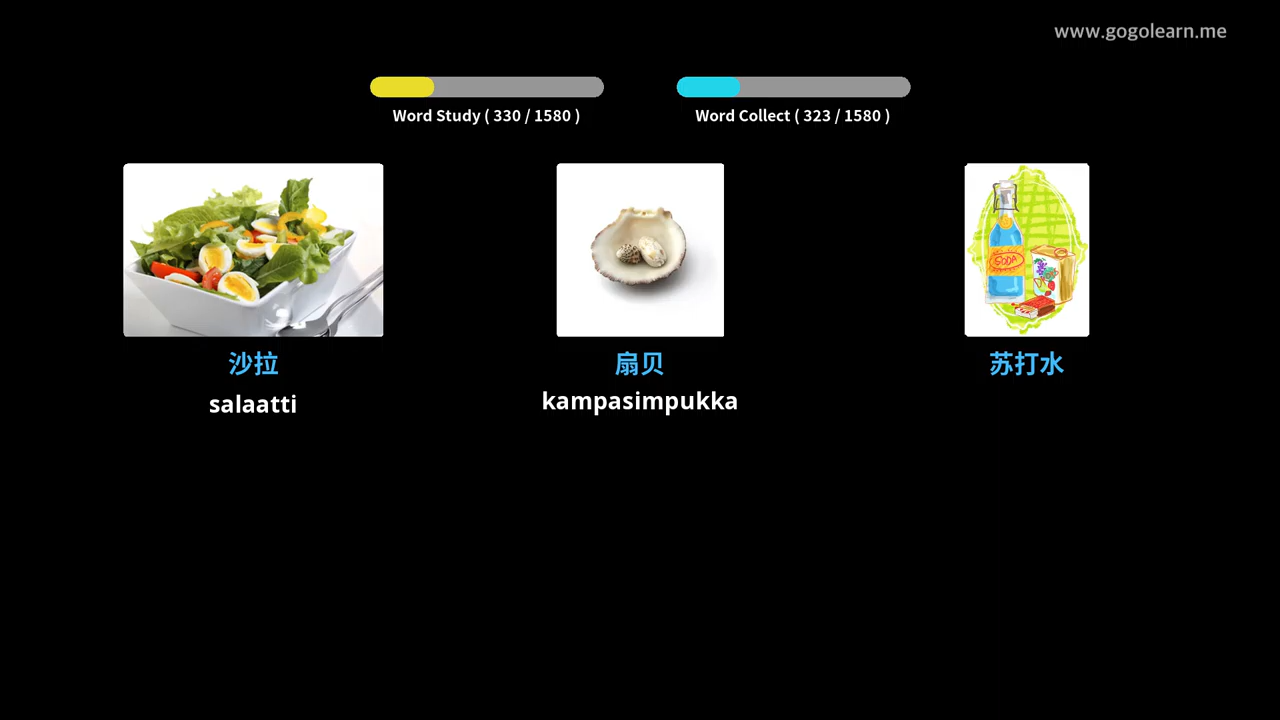 www.gogolearn.me
Word Study ( 330 / 1580 )
Word Collect ( 323 / 1580 )
SODA
沙拉
扇贝
苏打水
salaatti
kampasimpukka